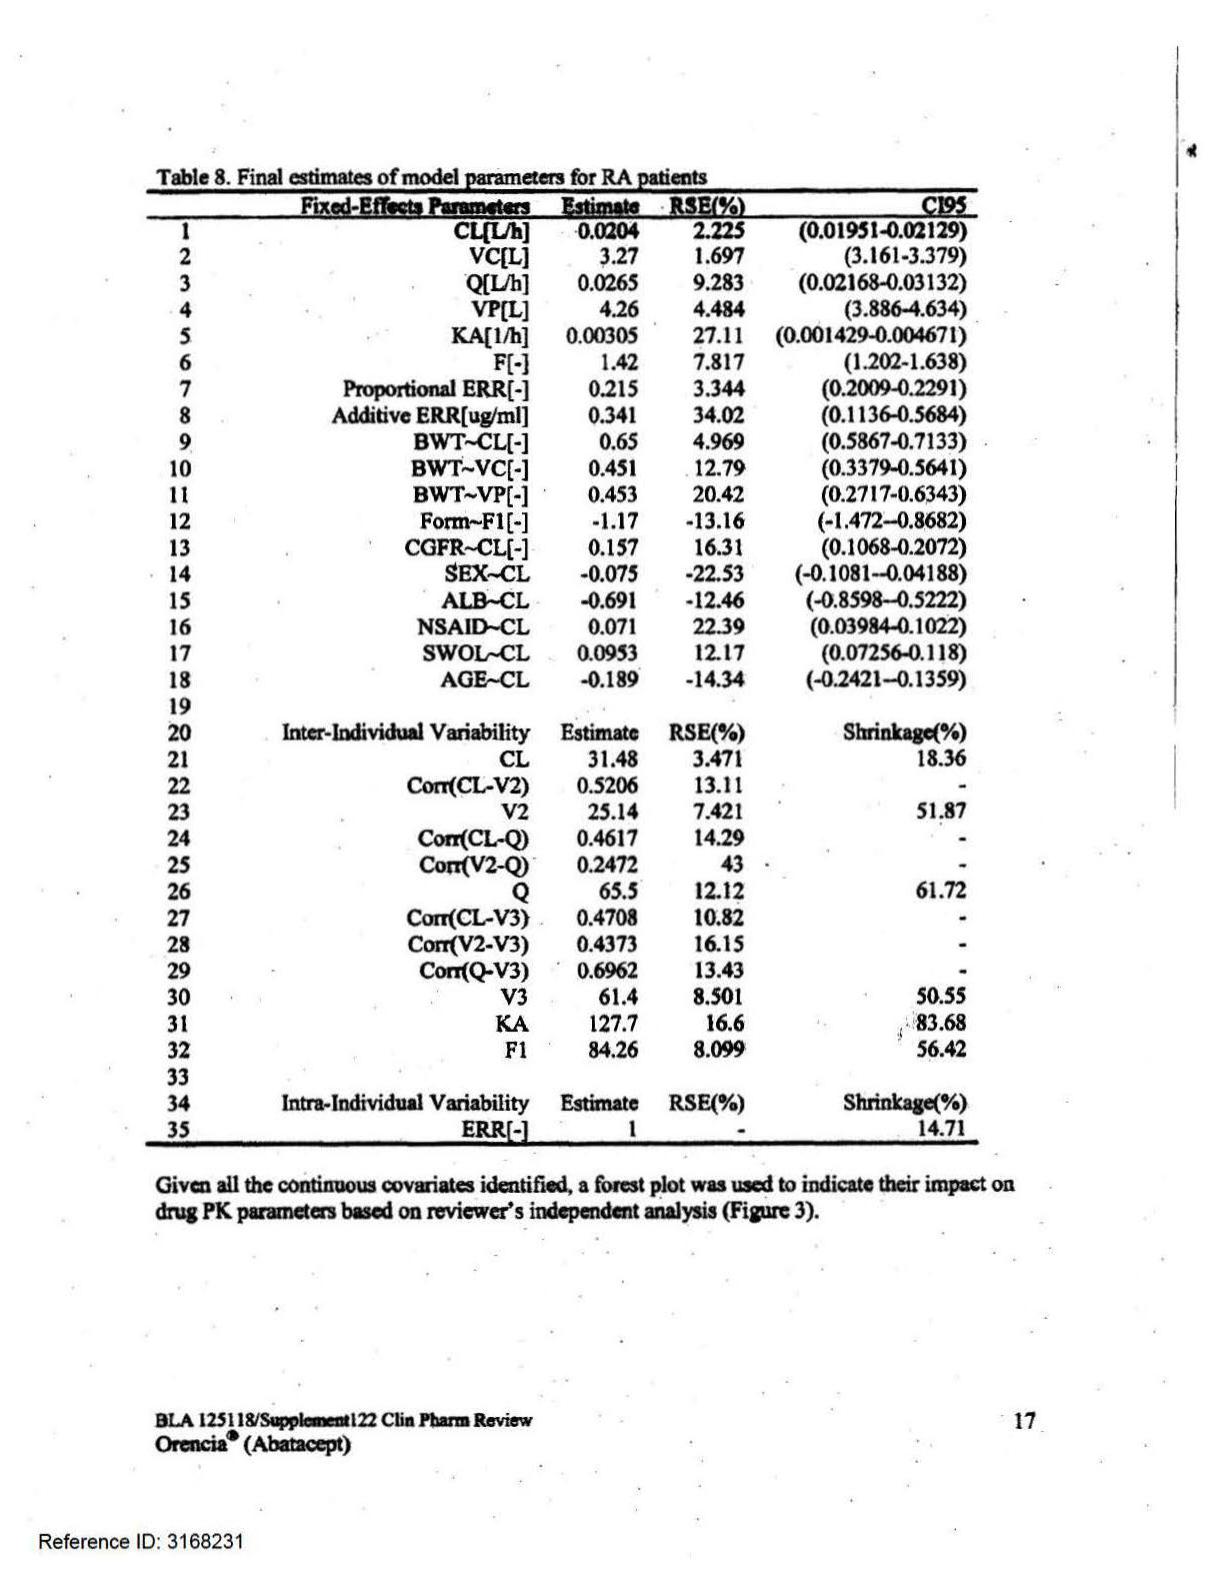 Table 8. Final estimates of model parameters for RA patients
Fixed-Effects Parameters Estimate RSE(%) CI95
1 CL[L/h] 0.0204 2.225 (0.01951-0.02129)
2 VC[L] 3.27 1.697 (3.161-3.379)
3 Q[L/h] 0.0265 9.283 (0.02168-0.03132)
4 VP[L] 4.26 4.484 (3.886-4.634)
5 KA[1/h] 0.00305 27.11 (0.001429-0.004671)
6 F[-] 1.42 7.817 (1.202-1.638)
7 Proportional ERR[-] 0.215 3.344 (0.2009-0.2291)
8 Additive ERR[ug/ml] 0.341 34.02 (0.1136-0.5684)
9 BWT~CL[-] 0.65 4.969 (0.5867-0.7133)
10 BWT~VC[-] 0.451 12.79 (0.3379-0.5641)
11 BWT~VP[-] 0.453 20.42 (0.2717-0.6343)
12 Form~F1[-] -1.17 -13.16 (-1.472--0.8682)
13 CGFR~CL[-] 0.157 16.31 (0.1068-0.2072)
14 SEX~CL -0.075 -22.53 (-0.1081--0.04188)
15 ALB~CL -0.691 -12.46 (-0.8598--0.5222)
16 NSAID~CL 0.071 22.39 (0.03984-0.1022)
17 SWOL~CL 0.0953 12.17 (0.07256-0.118)
18 AGE~CL -0.189 -14.34 (-0.2421--0.1359)
19
20 Inter-Individual Variability Estimate RSE(%) Shrinkage(%)
21 CL 31.48 3.471 18.36
22 Corr(CL-V2) 0.5206 13.11 -
23 V2 25.14 7.421 51.87
24 Corr(CL-Q) 0.4617 14.29 -
25 Corr(V2-Q) 0.2472 43 -
26 Q 65.5 12.12 61.72
27 Corr(CL-V3) 0.4708 10.82 -
28 Corr(V2-V3) 0.4373 16.15 -
29 Corr(Q-V3) 0.6962 13.43 -
30 V3 61.4 8.501 50.55
31 KA 127.7 16.6 83.68
32 F1 84.26 8.099 56.42
33
34 Intra-Individual Variability Estimate RSE(%) Shrinkage(%)
35 ERR[-] 1 - 14.71
Given all the continuous covariates identified, a forest plot was used to indicate their impact on
drug PK parameters based on reviewer's independent analysis (Figure 3).
BLA 125118/Supplement122 Clin Pharm Review 17
Orencia® (Abatacept)
Reference ID: 3168231